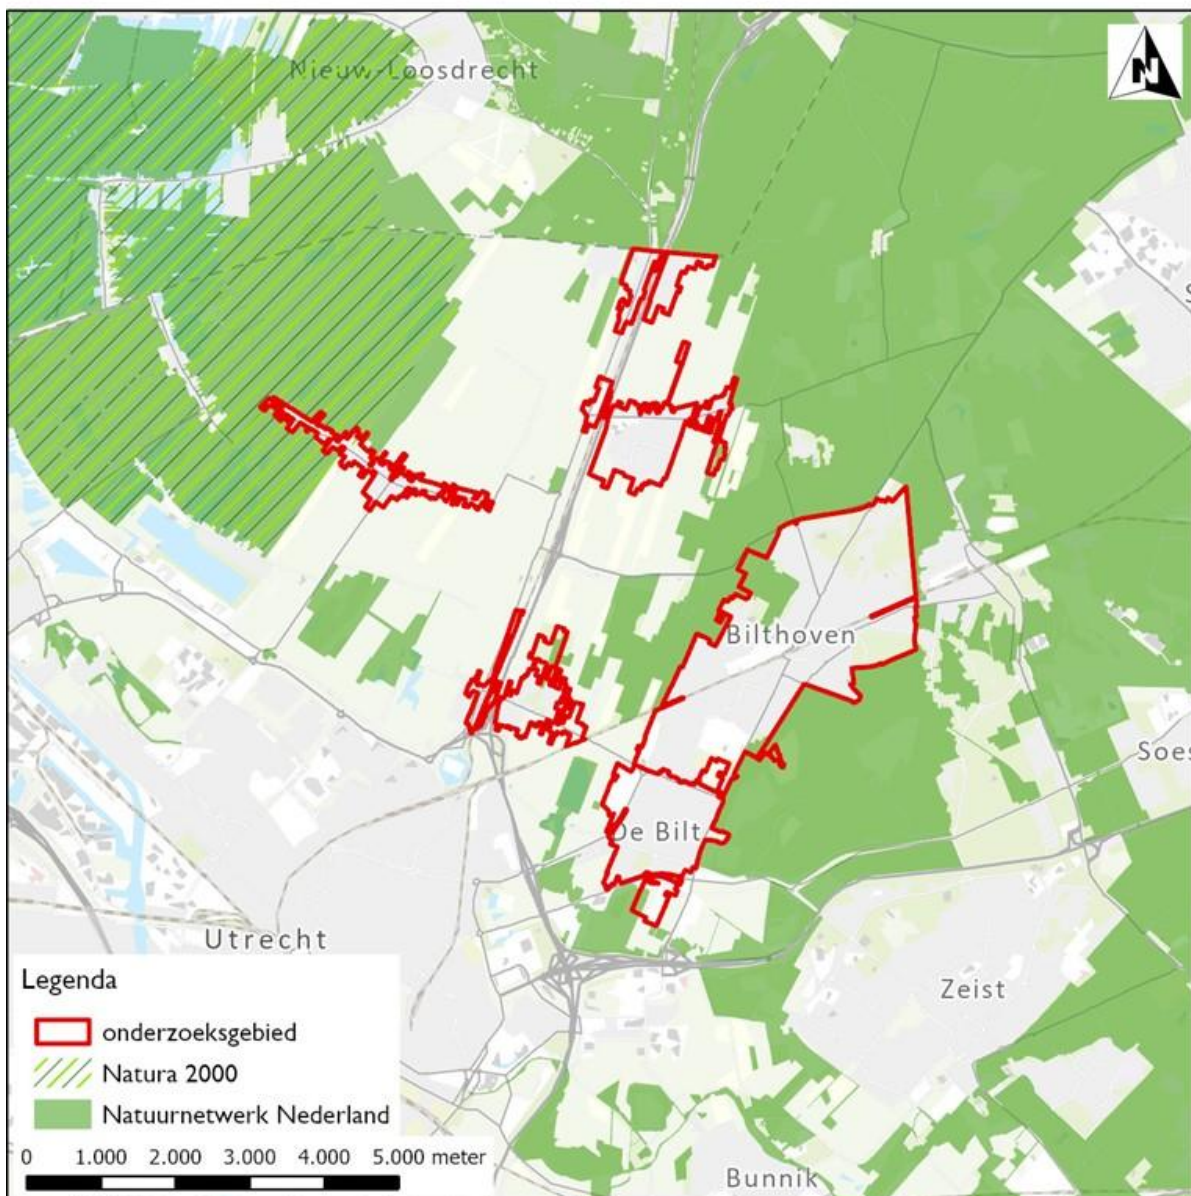 Nieuw-Loosdrecht
N
S
Bilthoven
Soes
De Bilt
Utrecht
Zeist
Legenda
onderzoeksgebied
Natura 2000
Natuurnetwerk Nederland
0 1.000 2.000 3.000 4.000 5.000 meter
Bunnik